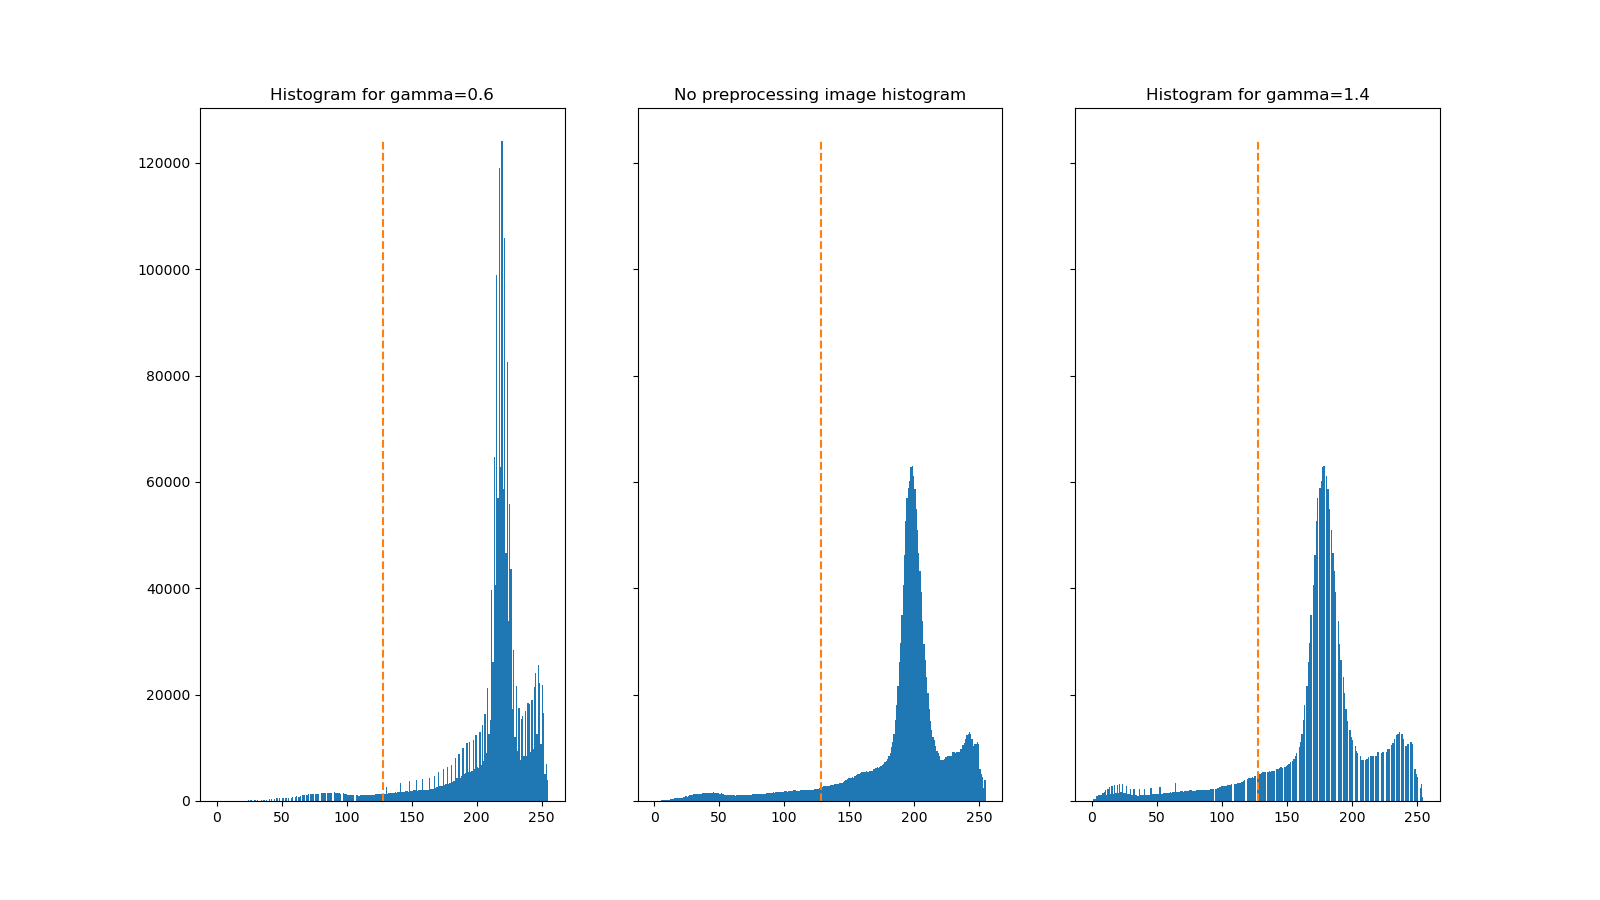 Histogram for gamma=0.6
No preprocessing image histogram
Histogram for gamma=1.4
120000
100000
80000
60000
40000
20000
0
0 50 100 150 200 250
0 50 100 150 200 250
0 50 100 150 200 250